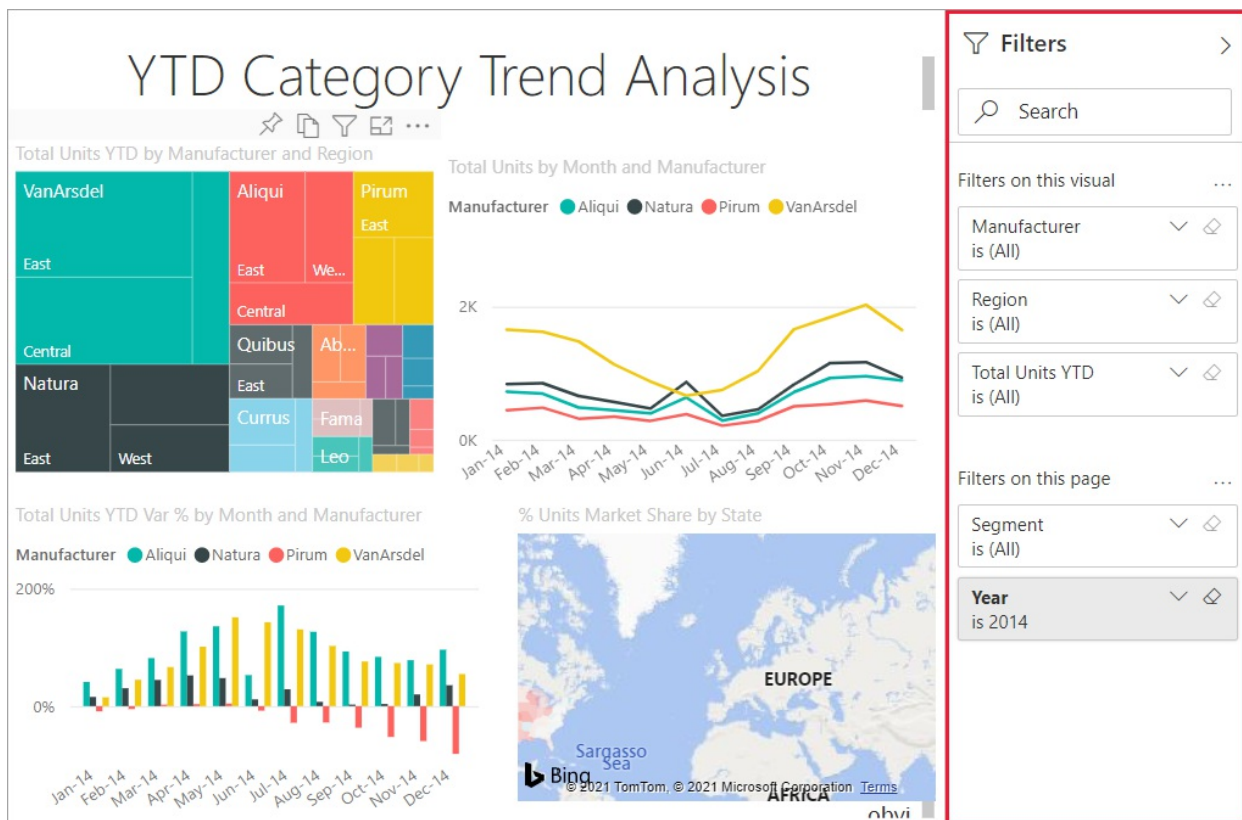 YTD Category Trend Analysis
Total Units YTD by Manufacturer and Region
VanArsdel
East
Central
Natura
East
West
Aliqui
East
We...
Central
Pirum
East
Quibus
East
Ab...
Currus
Fama
Leo
Total Units by Month and Manufacturer
Manufacturer Aliqui Natura Pirum VanArsdel
2K
0K
Jan-14 Feb-14 Mar-14 Apr-14 May-14 Jun-14 Jul-14 Aug-14 Sep-14 Oct-14 Nov-14 Dec-14
Total Units YTD Var % by Month and Manufacturer
Manufacturer Aliqui Natura Pirum VanArsdel
200%
0%
Jan-14 Feb-14 Mar-14 Apr-14 May-14 Jun-14 Jul-14 Aug-14 Sep-14 Oct-14 Nov-14 Dec-14
% Units Market Share by State
EUROPE
Sargasso
Sea
AFRICA
Bing
© 2021 TomTom, © 2021 Microsoft Corporation Terms
obvi
Filters
Search
Filters on this visual ...
Manufacturer
is (All)
Region
is (All)
Total Units YTD
is (All)
Filters on this page ...
Segment
is (All)
Year
is 2014